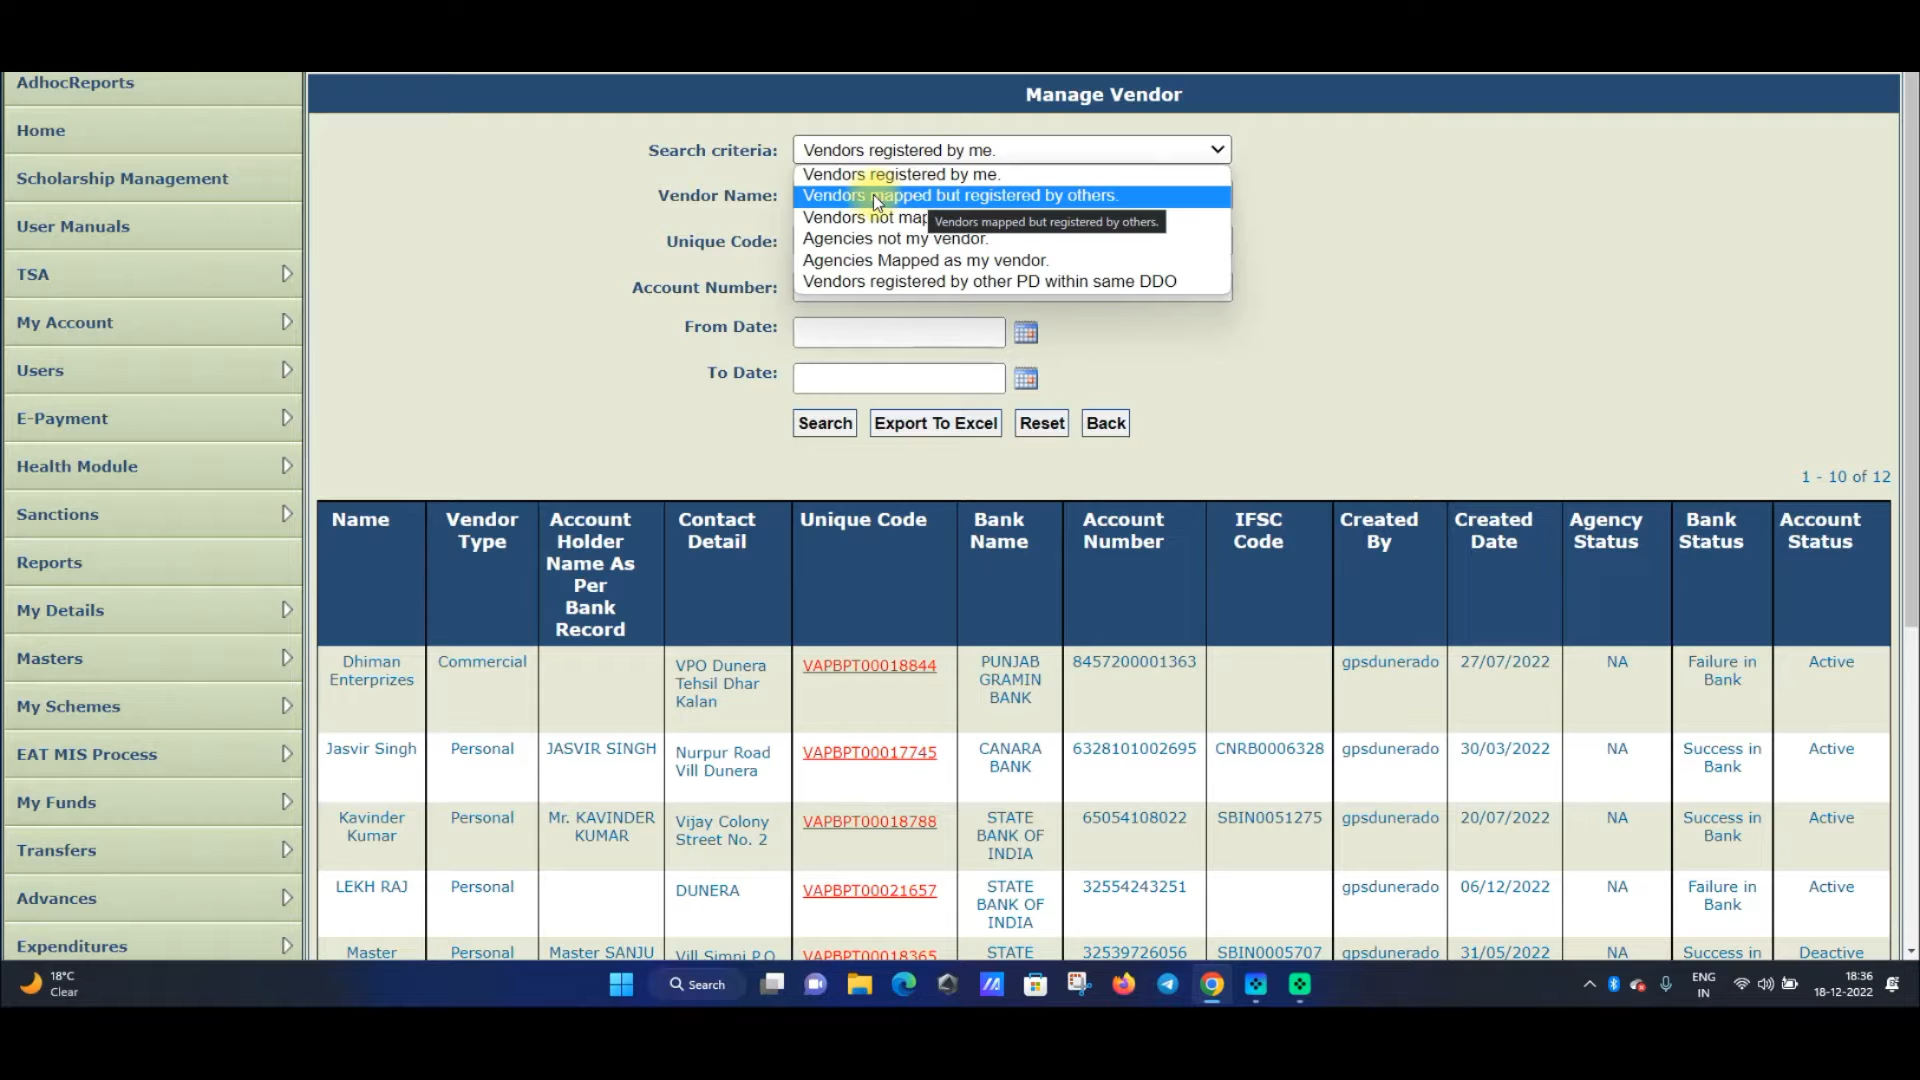 AdhocReports
Home
Scholarship Management
User Manuals
TSA
My Account
Users
E-Payment
Health Module
Sanctions
Reports
My Details
Masters
My Schemes
EAT MIS Process
My Funds
Transfers
Advances
Expenditures
Manage Vendor
Search criteria: Vendors registered by me.
Vendors registered by me.
Vendor Name: Vendors mapped but registered by others.
Vendors not map
Vendors mapped but registered by others.
Unique Code: Agencies not my vendor.
Agencies Mapped as my vendor.
Account Number: Vendors registered by other PD within same DDO
From Date:
To Date:
Search Export To Excel Reset Back
1 - 10 of 12
Name Vendor Type Account Holder Name As Per Bank Record Contact Detail Unique Code Bank Name Account Number IFSC Code Created By Created Date Agency Status Bank Status Account Status
Dhiman Enterprizes Commercial VPO Dunera Tehsil Dhar Kalan VAPBPT00018844 PUNJAB GRAMIN BANK 8457200001363 gpsdunerado 27/07/2022 NA Failure in Bank Active
Jasvir Singh Personal JASVIR SINGH Nurpur Road Vill Dunera VAPBPT00017745 CANARA BANK 6328101002695 CNRB0006328 gpsdunerado 30/03/2022 NA Success in Bank Active
Kavinder Kumar Personal Mr. KAVINDER KUMAR Vijay Colony Street No. 2 VAPBPT00018788 STATE BANK OF INDIA 65054108022 SBIN0051275 gpsdunerado 20/07/2022 NA Success in Bank Active
LEKH RAJ Personal DUNERA VAPBPT00021657 STATE BANK OF INDIA 32554243251 gpsdunerado 06/12/2022 NA Failure in Bank Active
Master Personal Master SANJU Vill Simni P.O VAPBPT00018365 STATE 32539726056 SBIN0005707 gpsdunerado 31/05/2022 NA Success in Deactive
18°C
Clear
Search
ENG
IN
18:36
18-12-2022